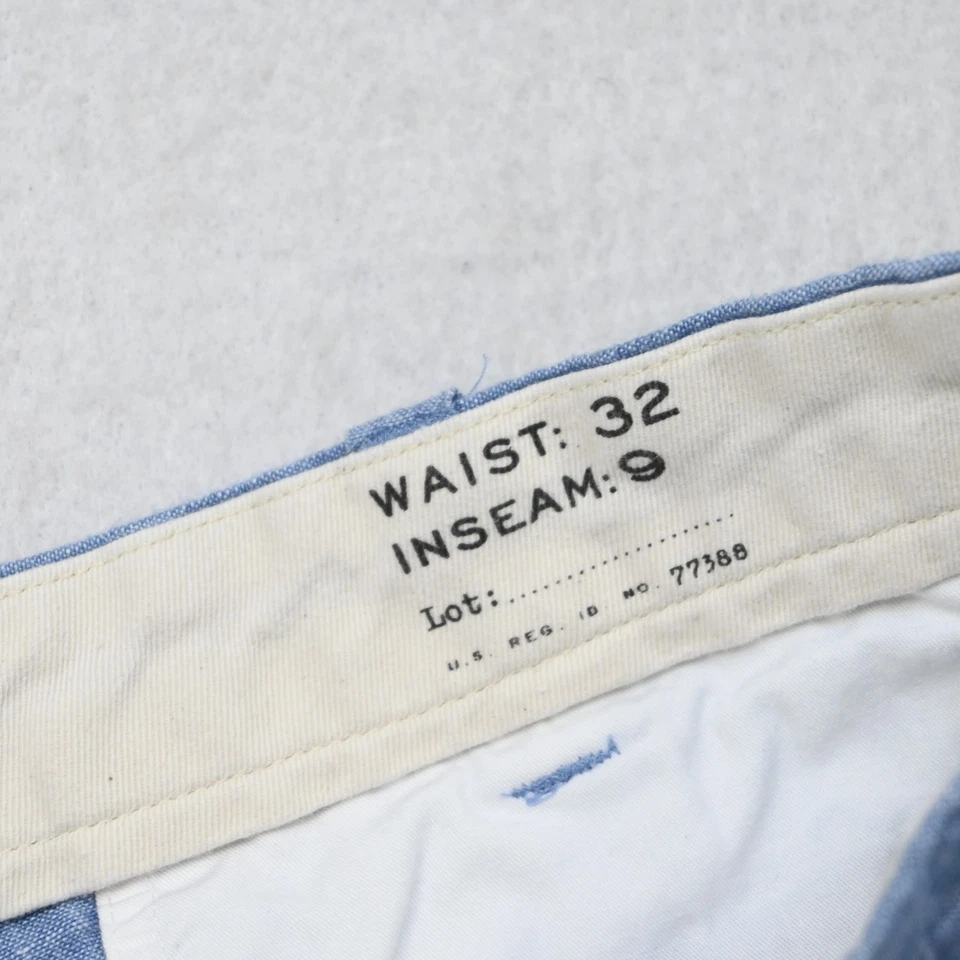 WAIST: 32
INSEAM: 9
Lot:....................
U.S. REG. ID. NO. 77388